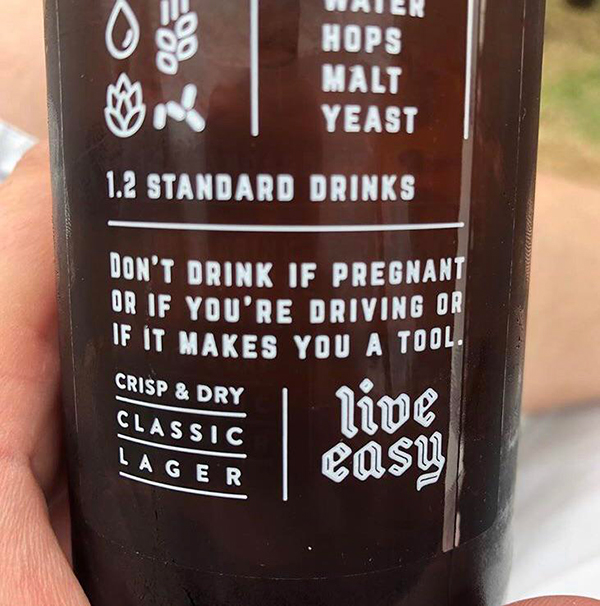 WATER
HOPS
MALT
YEAST
1.2 STANDARD DRINKS
DON'T DRINK IF PREGNANT
OR IF YOU'RE DRIVING OR
IF IT MAKES YOU A TOOL.
CRISP & DRY
CLASSIC
LAGER
live
easy